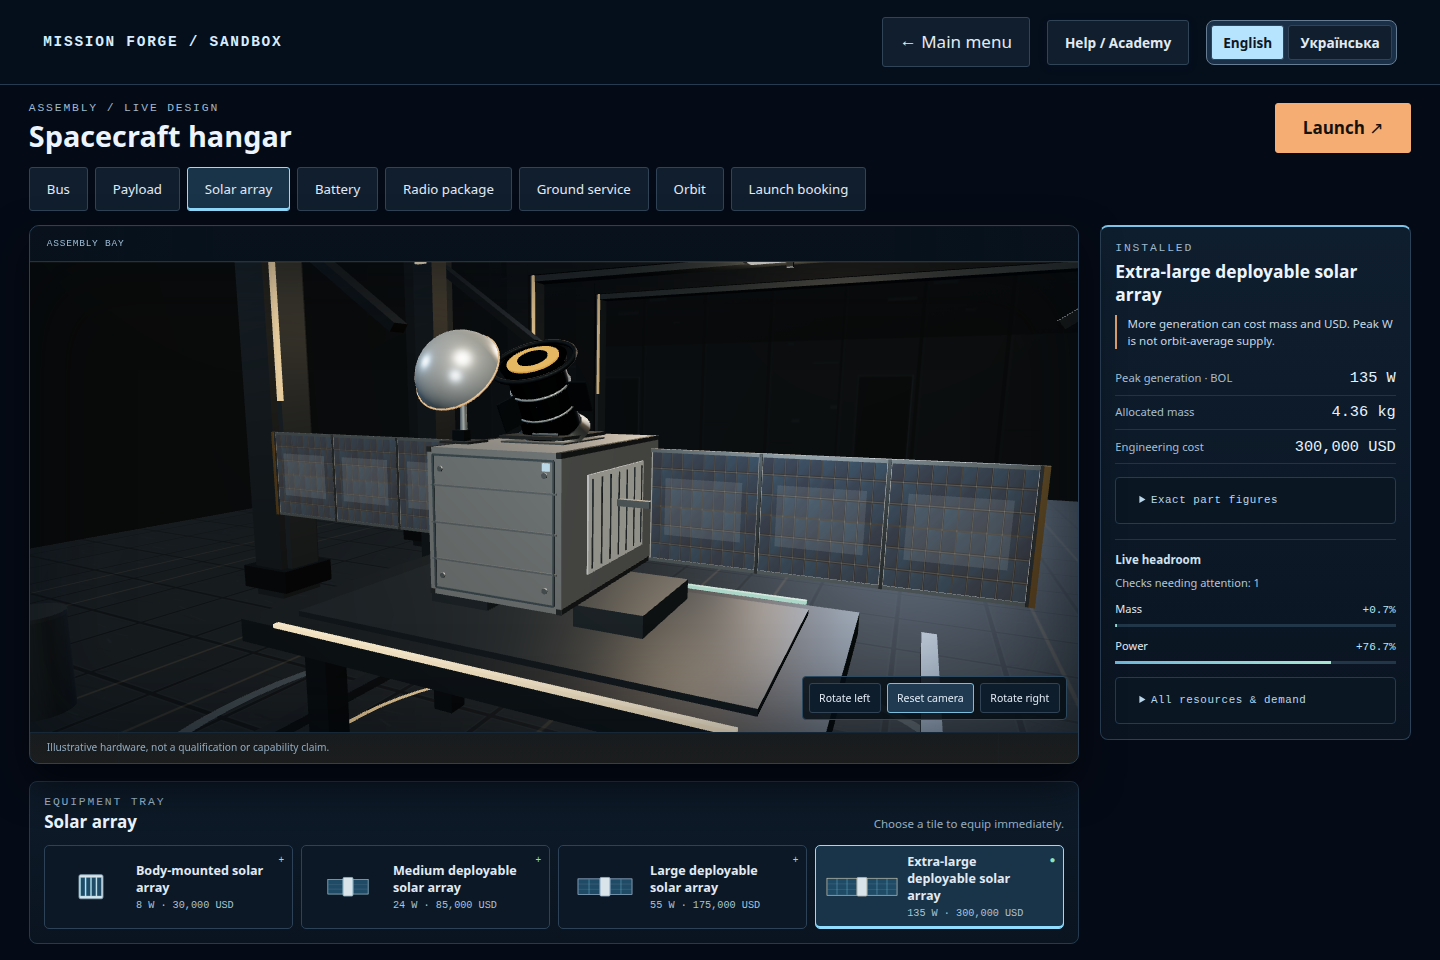 MISSION FORGE / SANDBOX
← Main menu
Help / Academy
English
Українська
ASSEMBLY / LIVE DESIGN
Spacecraft hangar
Launch ↗
Bus
Payload
Solar array
Battery
Radio package
Ground service
Orbit
Launch booking
ASSEMBLY BAY
Rotate left
Reset camera
Rotate right
Illustrative hardware, not a qualification or capability claim.
INSTALLED
Extra-large deployable solar
array
More generation can cost mass and USD. Peak W
is not orbit-average supply.
Peak generation · BOL 135 W
Allocated mass 4.36 kg
Engineering cost 300,000 USD
▶ Exact part figures
Live headroom
Checks needing attention: 1
Mass +0.7%
Power +76.7%
▶ All resources & demand
EQUIPMENT TRAY
Solar array
Choose a tile to equip immediately.
Body-mounted solar
array
8 W · 30,000 USD
+
Medium deployable
solar array
24 W · 85,000 USD
+
Large deployable
solar array
55 W · 175,000 USD
+
Extra-large
deployable solar
array
135 W · 300,000 USD